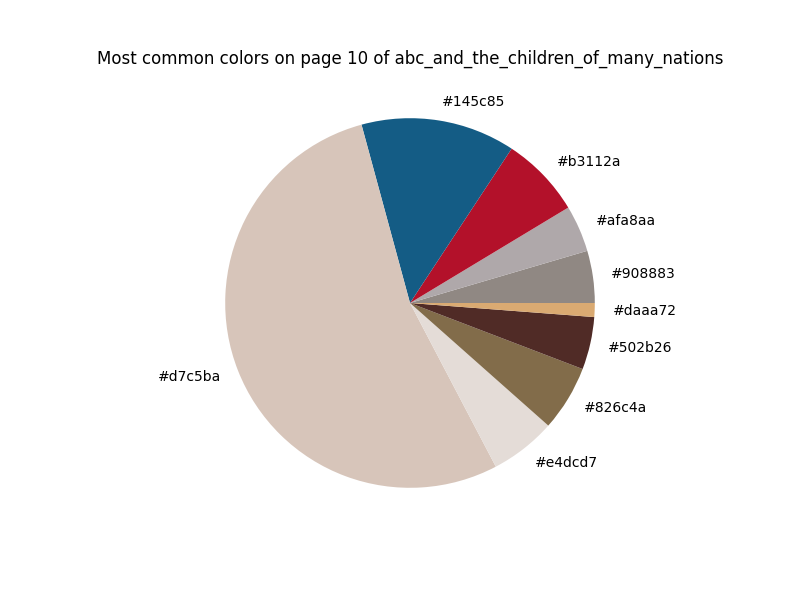 Most common colors on page 10 of abc_and_the_children_of_many_nations
#145c85
#b3112a
#afa8aa
#908883
#daaa72
#502b26
#d7c5ba
#826c4a
#e4dcd7